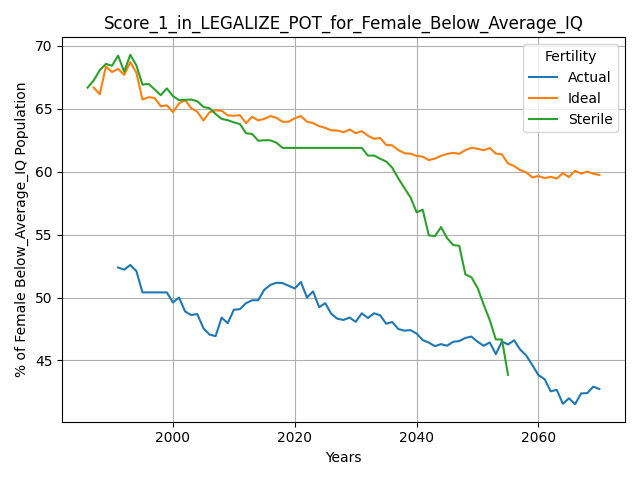 Score_1_in_LEGALIZE_POT_for_Female_Below_Average_IQ
% of Female Below_Average_IQ Population
70
65
60
55
50
45
Fertility
Actual
Ideal
Sterile
2000 2020 2040 2060
Years